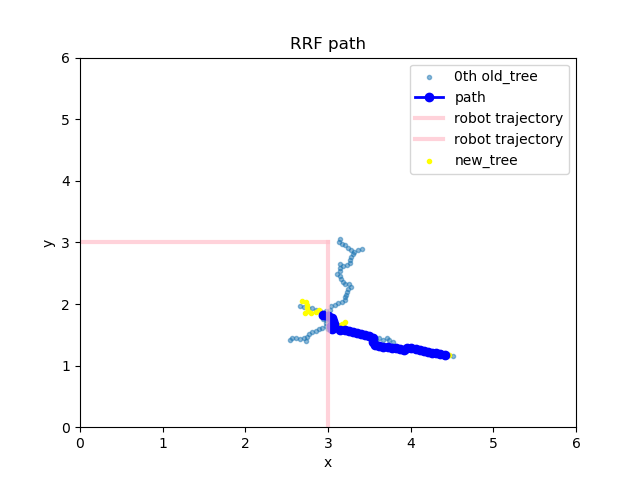 RRF path
0th old_tree
path
robot trajectory
robot trajectory
new_tree
y
6
5
4
3
2
1
0
0 1 2 3 4 5 6
x